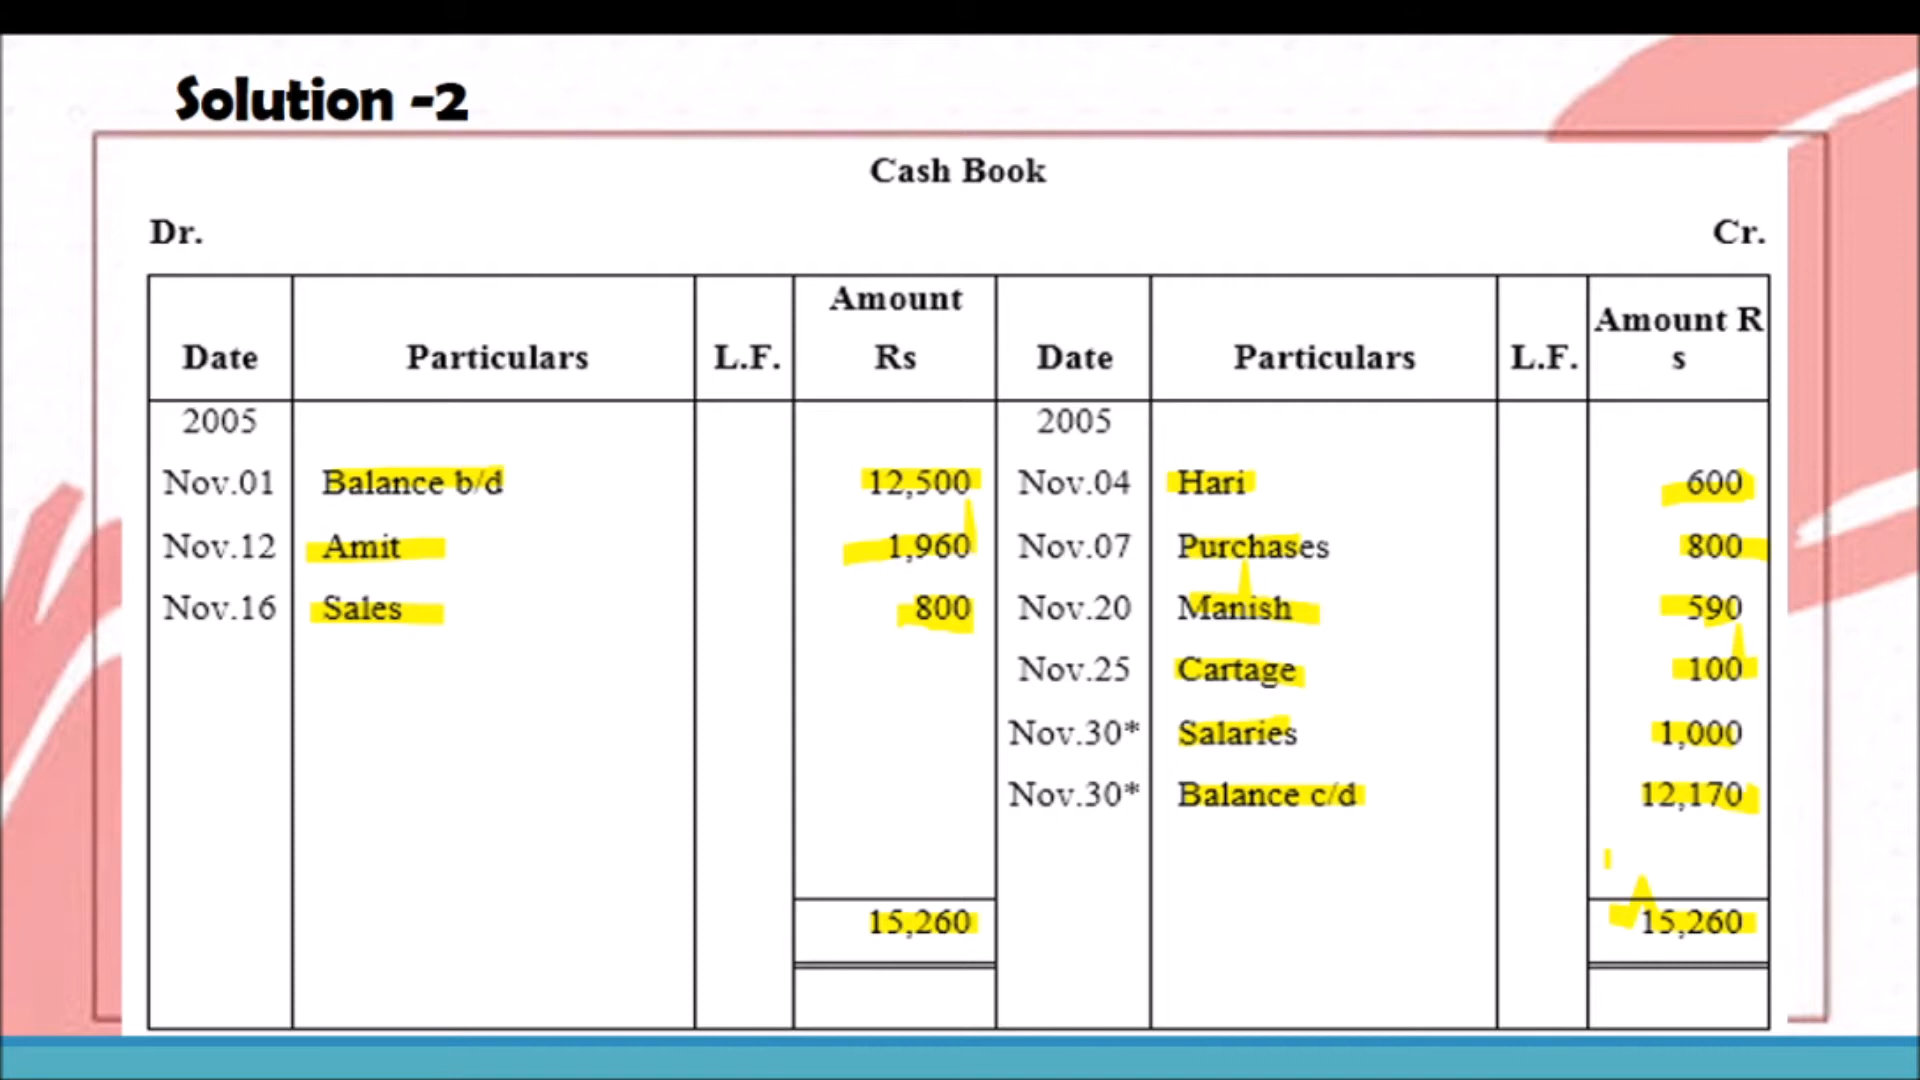 Solution -2
Cash Book
Dr. Cr.
Amount
Amount R
Date Particulars L.F. Rs Date Particulars L.F. s
2005 2005
Nov.01 Balance b/d 12,500 Nov.04 Hari 600
Nov.12 Amit 1,960 Nov.07 Purchases 800
Nov.16 Sales 800 Nov.20 Manish 590
Nov.25 Cartage 100
Nov.30* Salaries 1,000
Nov.30* Balance c/d 12,170
15,260 15,260